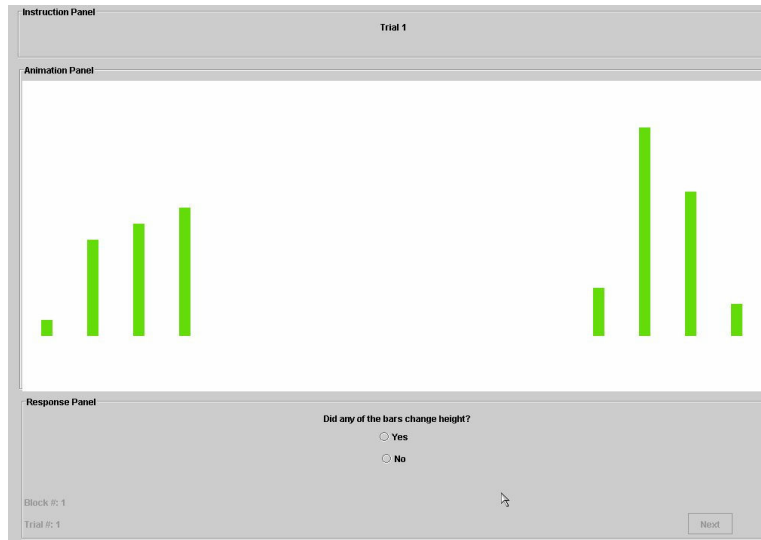 Instruction Panel
Trial 1
Animation Panel
Response Panel
Did any of the bars change height?
Yes
No
Block #: 1
Trial #: 1
Next